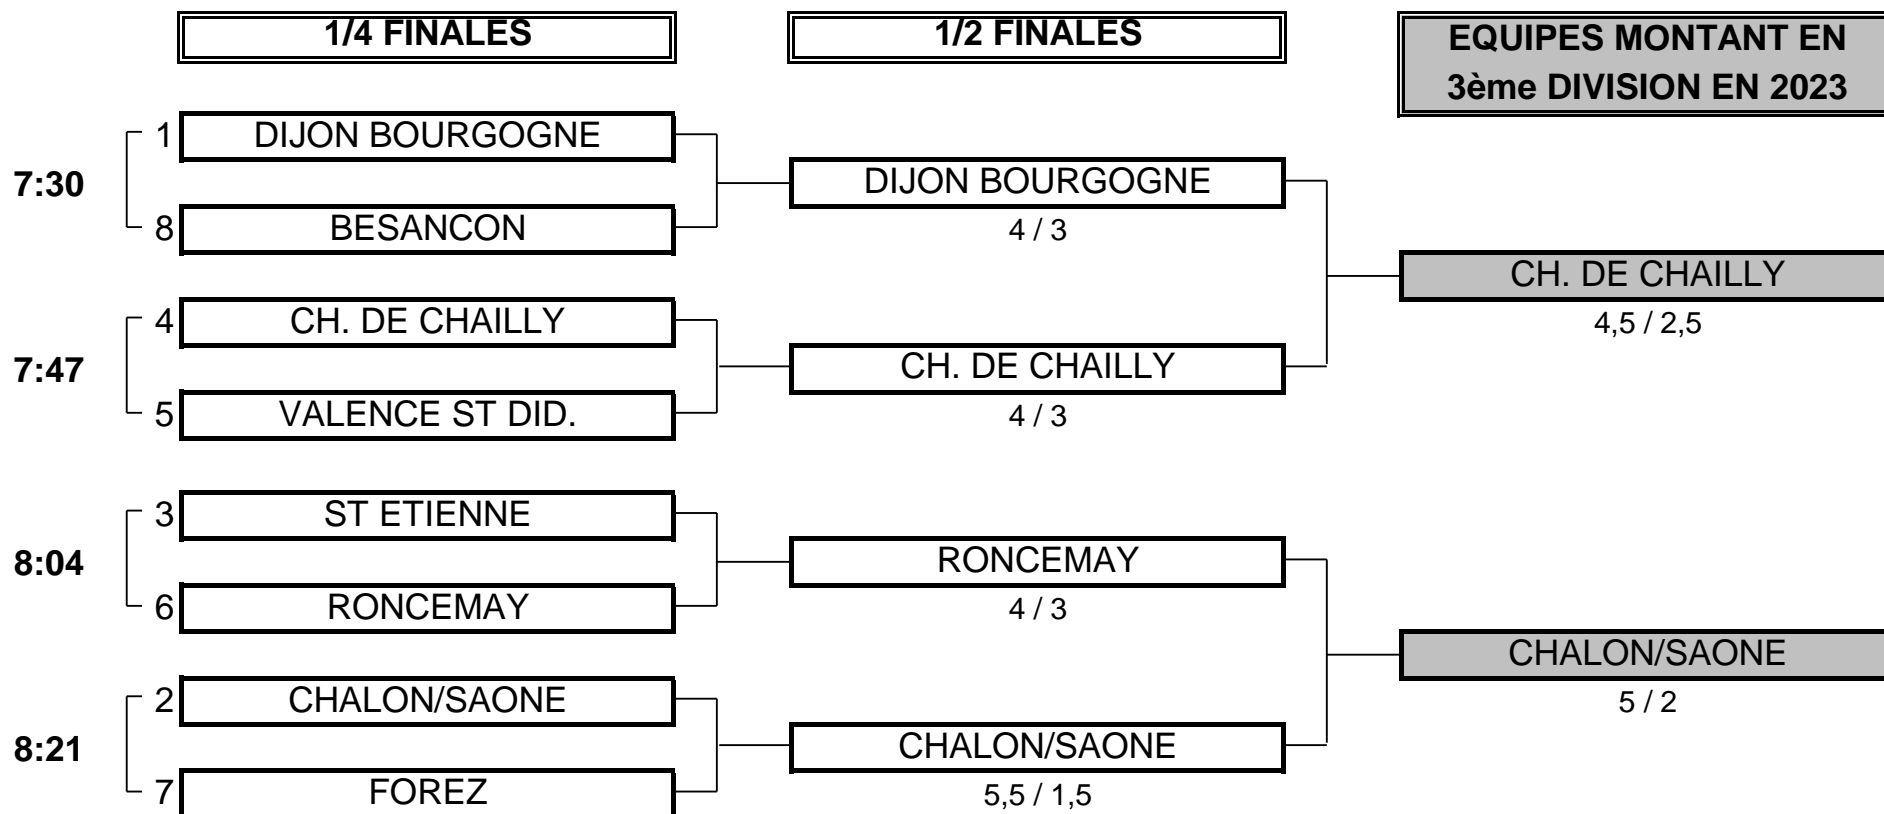 1/4 FINALES
1/2 FINALES
EQUIPES MONTANT EN
3ème DIVISION EN 2023
1 DIJON BOURGOGNE
7:30
8 BESANCON
DIJON BOURGOGNE
4 / 3
4 CH. DE CHAILLY
7:47
5 VALENCE ST DID.
CH. DE CHAILLY
4 / 3
CH. DE CHAILLY
4,5 / 2,5
3 ST ETIENNE
8:04
6 RONCEMAY
RONCEMAY
4 / 3
2 CHALON/SAONE
8:21
7 FOREZ
CHALON/SAONE
5,5 / 1,5
CHALON/SAONE
5 / 2